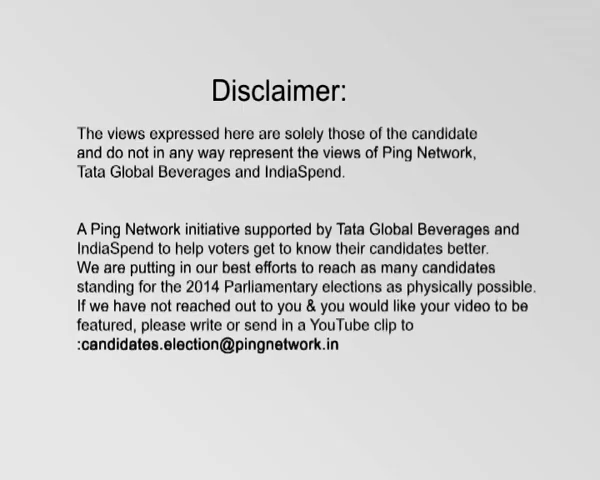 Disclaimer:
The views expressed here are solely those of the candidate
and do not in any way represent the views of Ping Network,
Tata Global Beverages and IndiaSpend.
A Ping Network initiative supported by Tata Global Beverages and
IndiaSpend to help voters get to know their candidates better.
We are putting in our best efforts to reach as many candidates
standing for the 2014 Parliamentary elections as physically possible.
If we have not reached out to you & you would like your video to be
featured, please write or send in a YouTube clip to
:candidates.election@pingnetwork.in